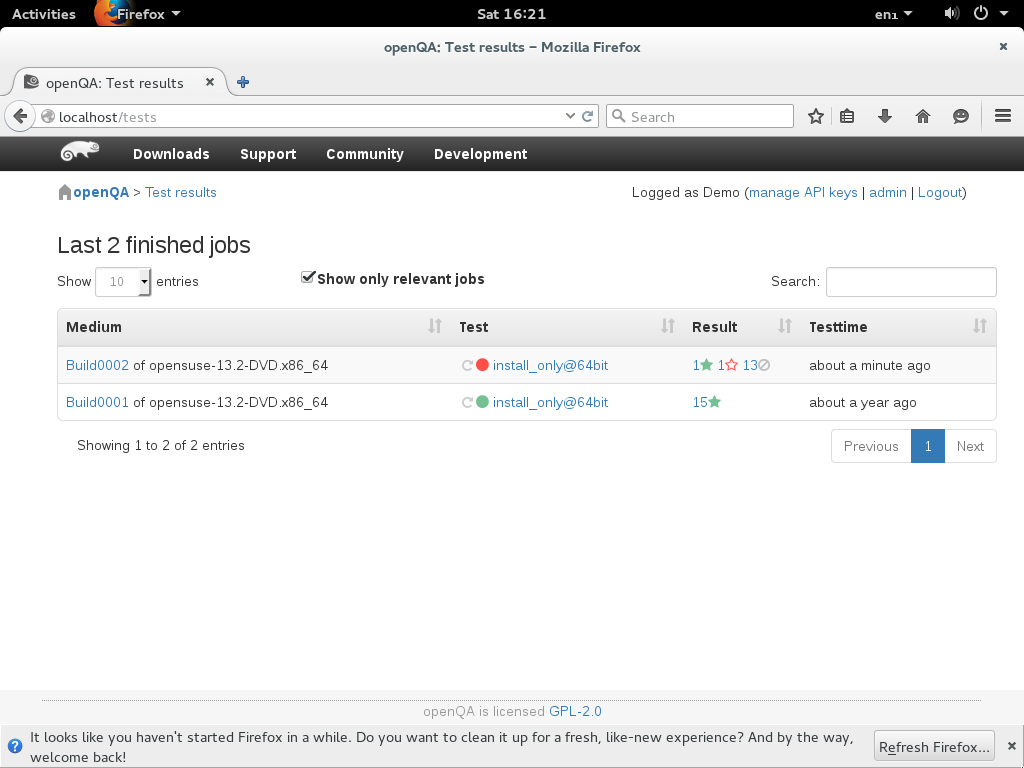 Activities Firefox Sat 16:21 en1
openQA: Test results – Mozilla Firefox
openQA: Test results
localhost/tests Search
Downloads Support Community Development
openQA > Test results Logged as Demo (manage API keys | admin | Logout)
Last 2 finished jobs
Show 10 entries Show only relevant jobs Search:
Medium Test Result Testtime
Build0002 of opensuse-13.2-DVD.x86_64 install_only@64bit 1 1 13 about a minute ago
Build0001 of opensuse-13.2-DVD.x86_64 install_only@64bit 15 about a year ago
Showing 1 to 2 of 2 entries Previous 1 Next
openQA is licensed GPL-2.0
It looks like you haven't started Firefox in a while. Do you want to clean it up for a fresh, like-new experience? And by the way,
welcome back!
Refresh Firefox...